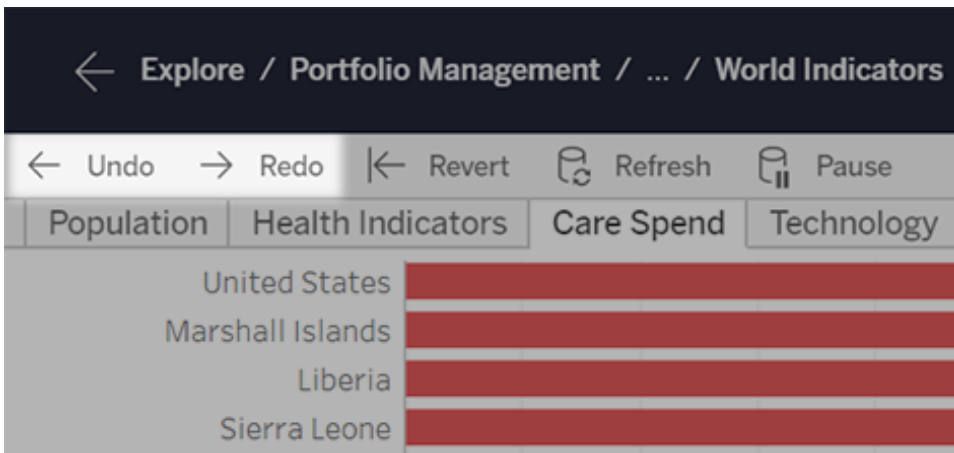 Explore / Portfolio Management / ... / World Indicators
Undo Redo Revert Refresh Pause
Population Health Indicators Care Spend Technology
United States
Marshall Islands
Liberia
Sierra Leone